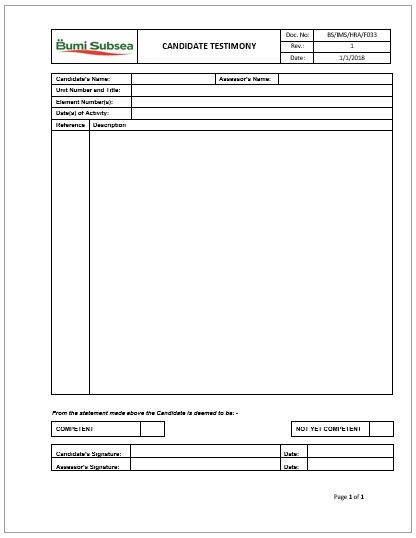 Bumi Subsea
CANDIDATE TESTIMONY
Doc. No: BS/IMS/HRA/F033
Rev.: 1
Date: 1/1/2018
Candidate's Name: Assessor's Name:
Unit Number and Title:
Element Number(s):
Date(s) of Activity:
Reference Description
From the statement made above the Candidate is deemed to be: -
COMPETENT NOT YET COMPETENT
Candidate's Signature: Date:
Assessor's Signature: Date:
Page 1 of 1